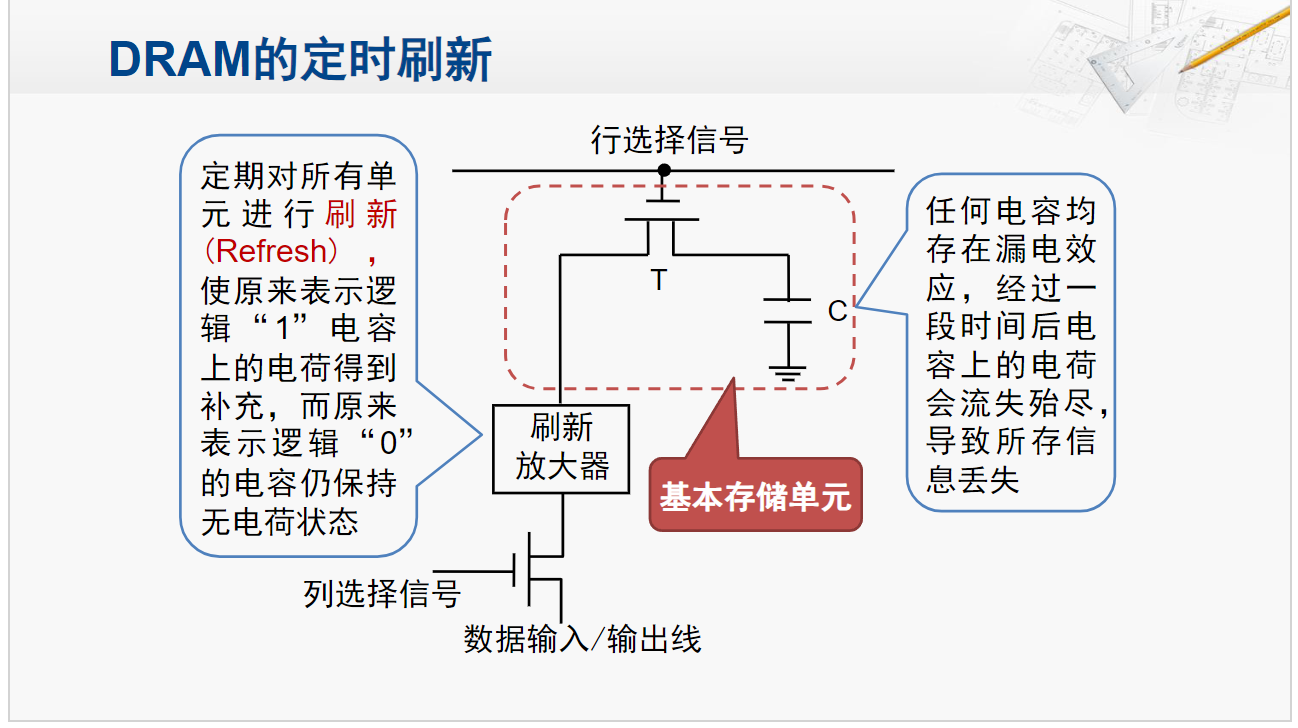 DRAM的定时刷新
行选择信号
定期对所有单
元进行刷新
(Refresh)，
使原来表示逻
辑“1”电容
上的电荷得到
补充，而原来
表示逻辑“0”
的电容仍保持
无电荷状态
T
C
任何电容均
存在漏电效
应，经过一
段时间后电
容上的电荷
会流失殆尽，
导致所存信
息丢失
刷新
放大器
基本存储单元
列选择信号
数据输入/输出线